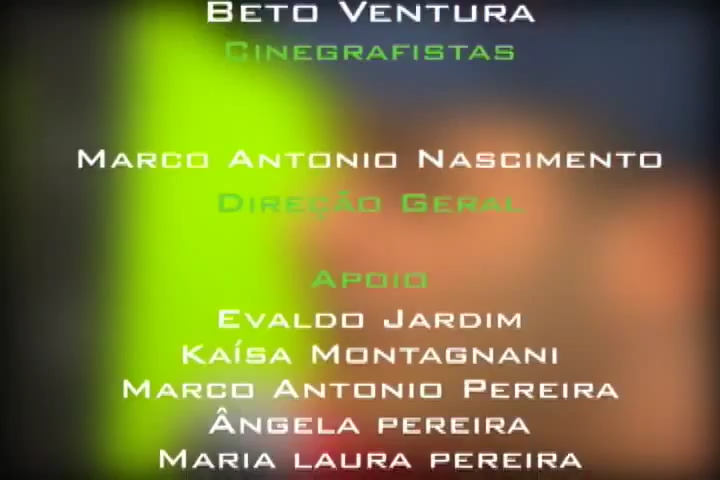 Beto Ventura
Cinegrafistas
Marco Antonio Nascimento
Direção Geral
Apoio
Evaldo Jardim
Kaísa Montagnani
Marco Antonio Pereira
Ângela pereira
Maria laura pereira